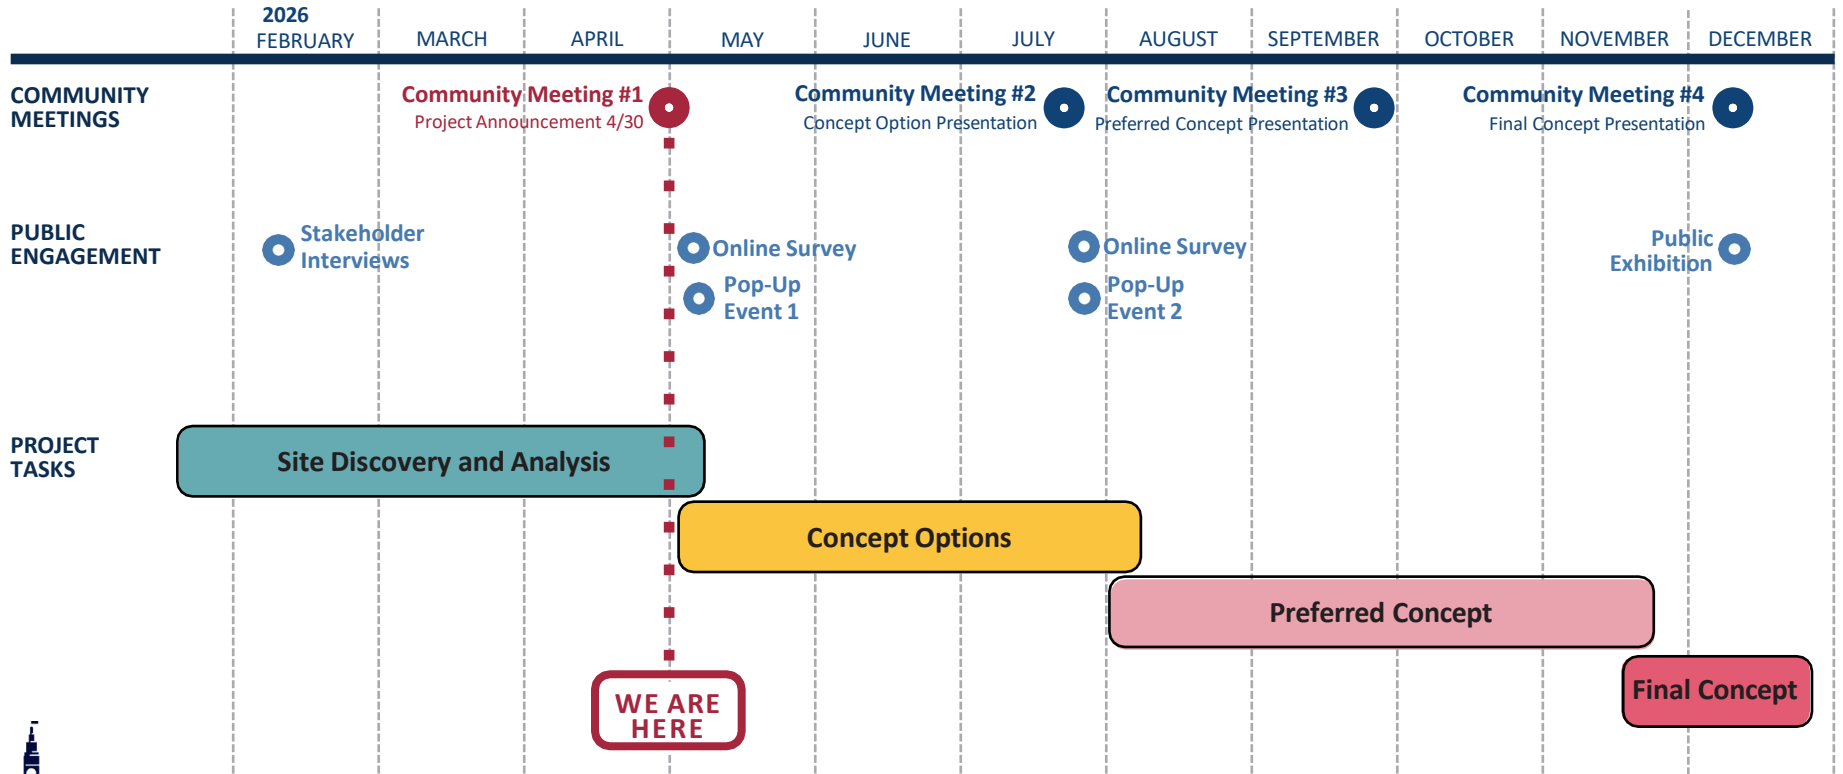 2026
FEBRUARY MARCH APRIL MAY JUNE JULY AUGUST SEPTEMBER OCTOBER NOVEMBER DECEMBER
COMMUNITY
MEETINGS
Community Meeting #1
Project Announcement 4/30
Community Meeting #2
Concept Option Presentation
Community Meeting #3
Preferred Concept Presentation
Community Meeting #4
Final Concept Presentation
PUBLIC
ENGAGEMENT
Stakeholder
Interviews
Online Survey
Pop-Up
Event 1
Online Survey
Pop-Up
Event 2
Public
Exhibition
PROJECT
TASKS
Site Discovery and Analysis
Concept Options
Preferred Concept
Final Concept
WE ARE
HERE